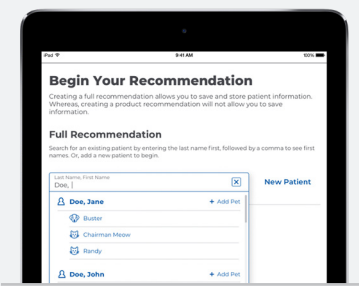 iPad
9:41 AM
100%
Begin Your Recommendation
Creating a full recommendation allows you to save and store patient information.
Whereas, creating a product recommendation will not allow you to save
information.
Full Recommendation
Search for an existing patient by entering the last name first, followed by a comma to see first
names. Or, add a new patient to begin.
Last Name, First Name
Doe, |
New Patient
Doe, Jane + Add Pet
Buster
Chairman Meow
Randy
Doe, John + Add Pet